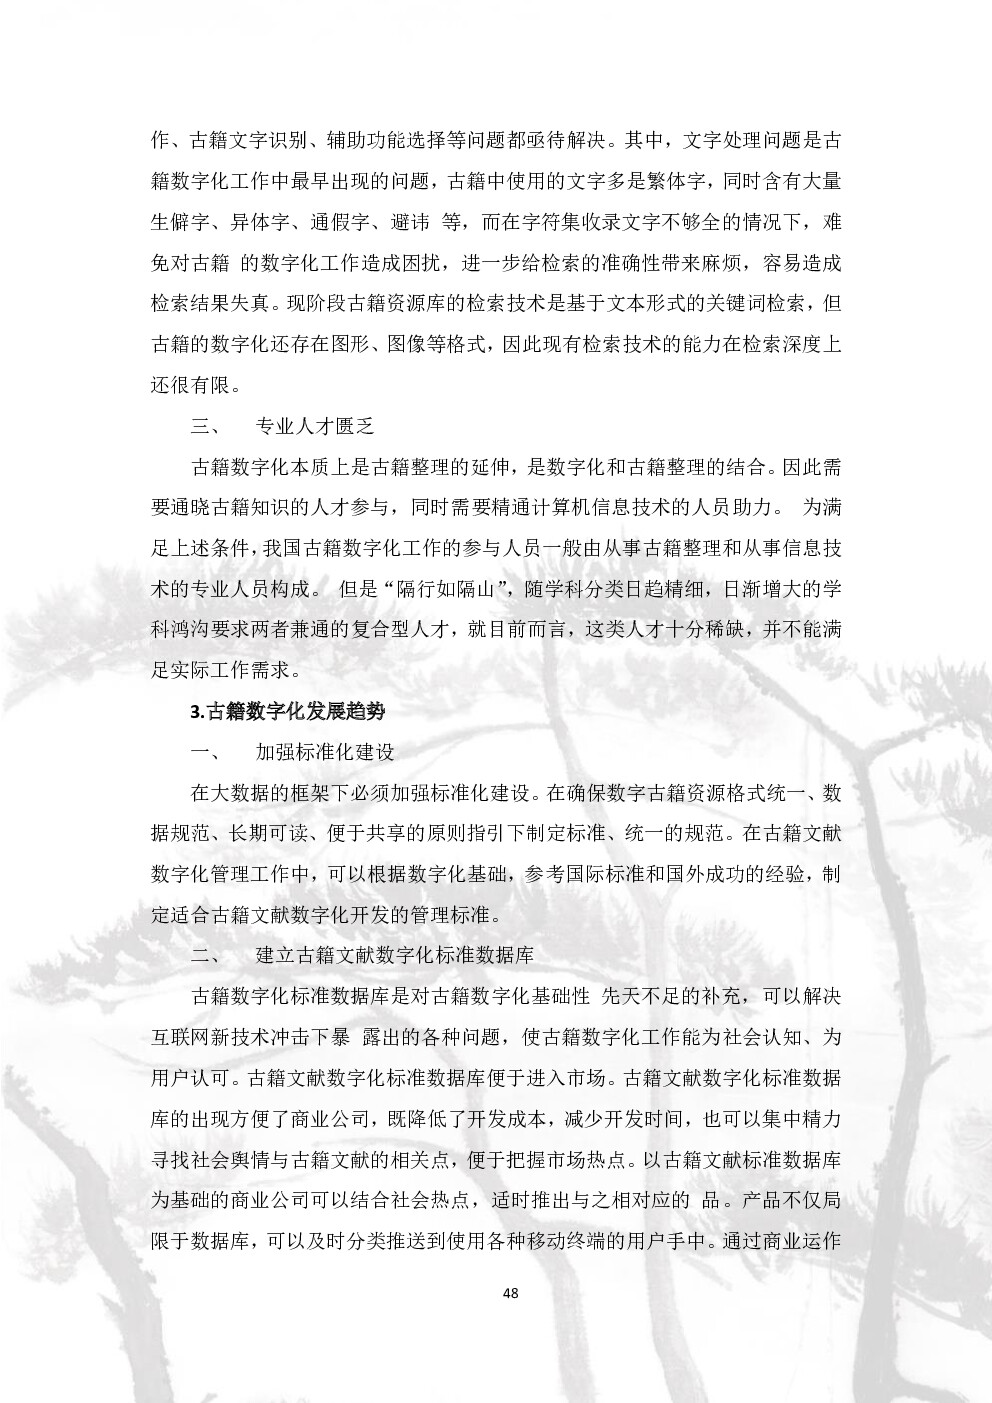 作、古籍文字识别、辅助功能选择等问题都亟待解决。其中，文字处理问题是古
籍数字化工作中最早出现的问题，古籍中使用的文字多是繁体字，同时含有大量
生僻字、异体字、通假字、避讳 等，而在字符集收录文字不够全的情况下，难
免对古籍 的数字化工作造成困扰，进一步给检索的准确性带来麻烦，容易造成
检索结果失真。现阶段古籍资源库的检索技术是基于文本形式的关键词检索，但
古籍的数字化还存在图形、图像等格式，因此现有检索技术的能力在检索深度上
还很有限。
三、 专业人才匮乏
古籍数字化本质上是古籍整理的延伸，是数字化和古籍整理的结合。因此需
要通晓古籍知识的人才参与，同时需要精通计算机信息技术的人员助力。 为满
足上述条件，我国古籍数字化工作的参与人员一般由从事古籍整理和从事信息技
术的专业人员构成。 但是“隔行如隔山”，随学科分类日趋精细，日渐增大的学
科鸿沟要求两者兼通的复合型人才，就目前而言，这类人才十分稀缺，并不能满
足实际工作需求。
3.古籍数字化发展趋势
一、 加强标准化建设
在大数据的框架下必须加强标准化建设。在确保数字古籍资源格式统一、数
据规范、长期可读、便于共享的原则指引下制定标准、统一的规范。在古籍文献
数字化管理工作中，可以根据数字化基础，参考国际标准和国外成功的经验，制
定适合古籍文献数字化开发的管理标准。
二、 建立古籍文献数字化标准数据库
古籍数字化标准数据库是对古籍数字化基础性 先天不足的补充，可以解决
互联网新技术冲击下暴 露出的各种问题，使古籍数字化工作能为社会认知、为
用户认可。古籍文献数字化标准数据库便于进入市场。古籍文献数字化标准数据
库的出现方便了商业公司，既降低了开发成本，减少开发时间，也可以集中精力
寻找社会舆情与古籍文献的相关点，便于把握市场热点。以古籍文献标准数据库
为基础的商业公司可以结合社会热点，适时推出与之相对应的 品。产品不仅局
限于数据库，可以及时分类推送到使用各种移动终端的用户手中。通过商业运作
48